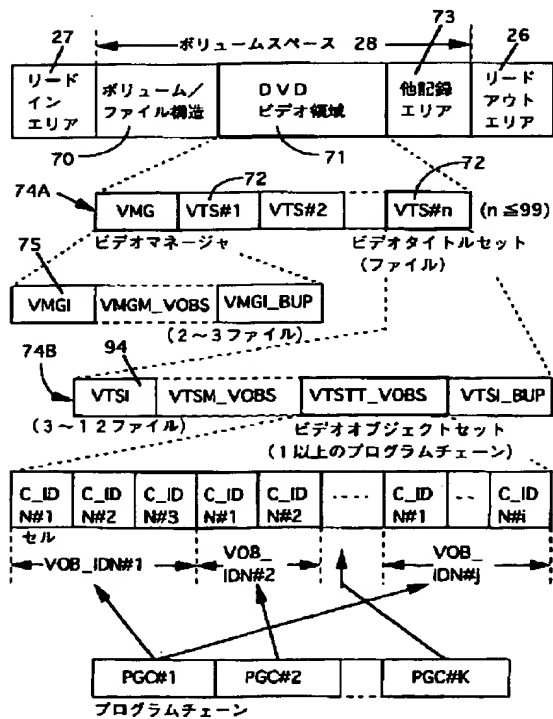 27 ボリュームスペース 28 73 26
リード
イン
エリア
ボリューム/
ファイル構造
DVD
ビデオ領域
他記録
エリア
リード
アウト
エリア
70 71 72 72
74A
VMG VTS#1 VTS#2 VTS#n (n≦99)
ビデオマネージャ
ビデオタイトルセット
(ファイル)
75
VMGI VMGM_VOBS VMGI_BUP
(2~3ファイル)
74B 94
VTSI VTSM_VOBS VTSTT_VOBS VTSI_BUP
(3~12ファイル)
ビデオオブジェクトセット
(1以上のプログラムチェーン)
C_ID C_ID C_ID C_ID C_ID ---- C_ID -- C_ID
N#1 N#2 N#3 N#1 N#2 N#1 N#i
セル
VOB_IDN#1
VOB_
IDN#2
VOB_
IDN#j
PGC#1 PGC#2 PGC#K
プログラムチェーン